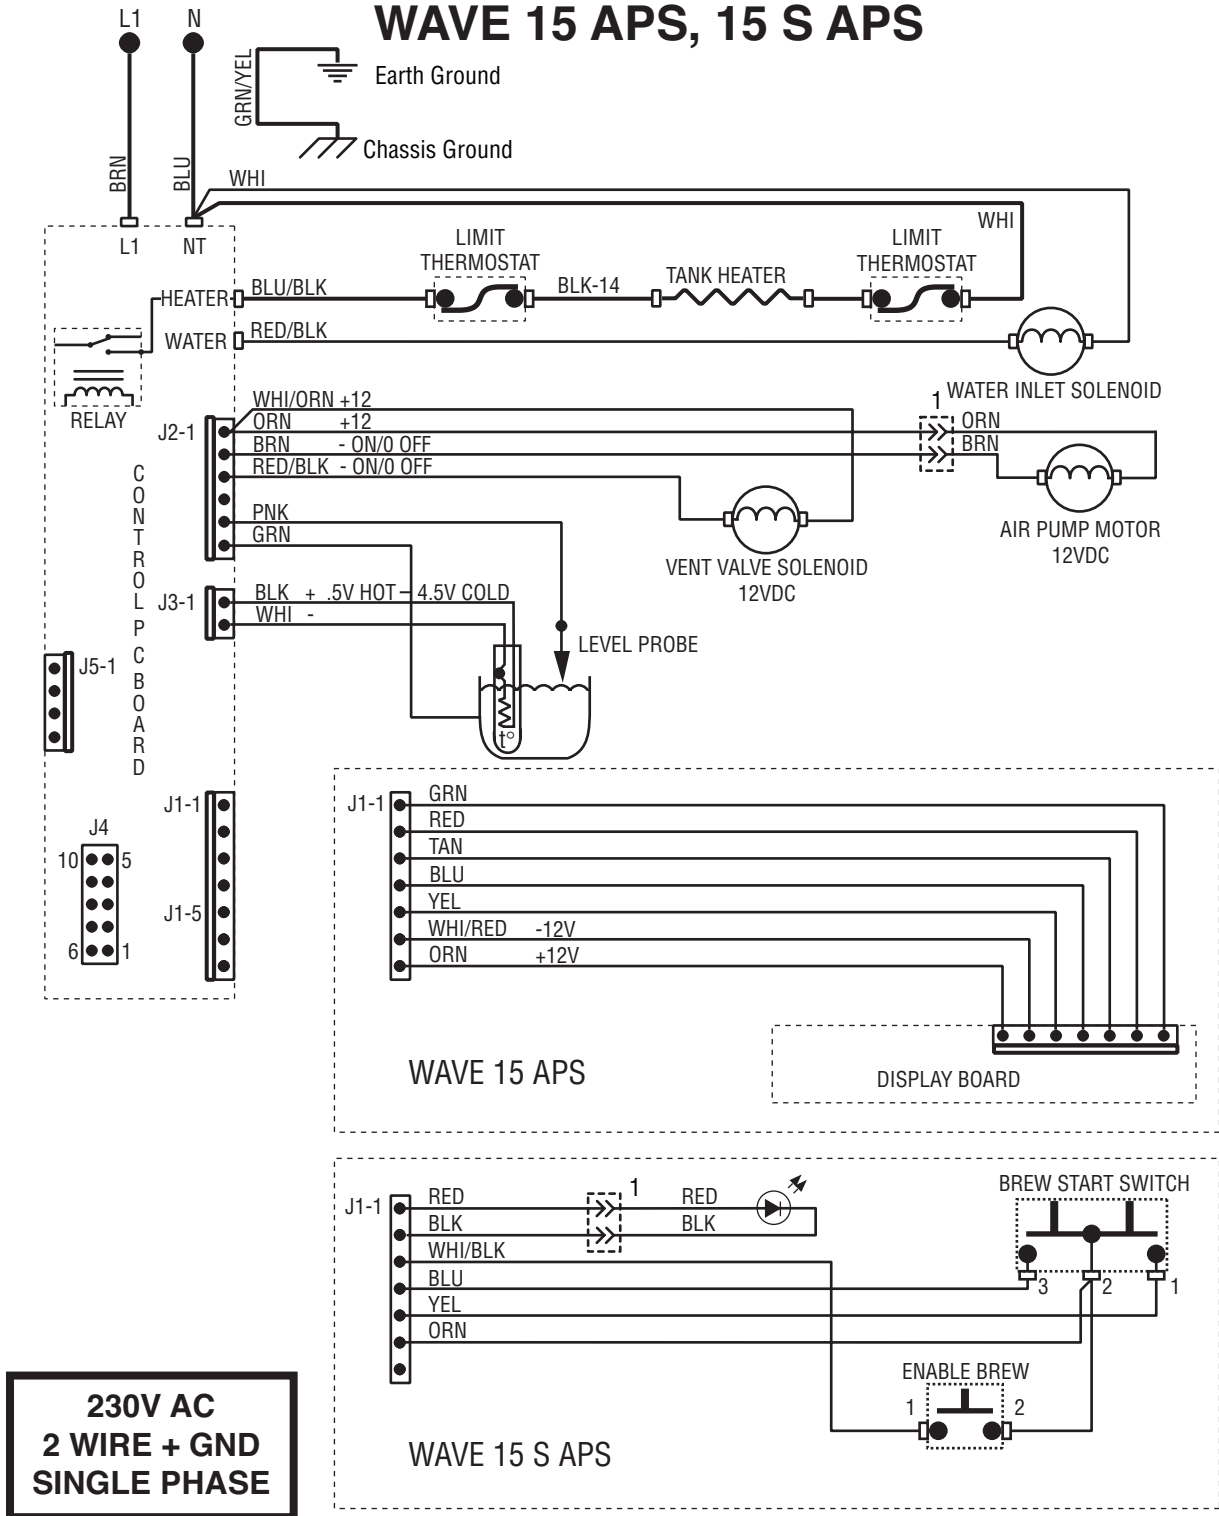 WAVE 15 APS, 15 S APS
L1 N
GRN/YEL
Earth Ground
Chassis Ground
BRN
BLU
WHI
WHI
L1 NT
LIMIT
THERMOSTAT
LIMIT
THERMOSTAT
TANK HEATER
HEATER
BLU/BLK
BLK-14
WATER
RED/BLK
WATER INLET SOLENOID
RELAY
J2-1
WHI/ORN +12
ORN +12
BRN - ON/0 OFF
RED/BLK - ON/0 OFF
PNK
GRN
1
ORN
BRN
AIR PUMP MOTOR
12VDC
VENT VALVE SOLENOID
12VDC
CONTROL PC BOARD
J3-1
BLK + .5V HOT – 4.5V COLD
WHI -
LEVEL PROBE
t°
J5-1
J1-1
J1-5
J4
10 5
6 1
J1-1
GRN
RED
TAN
BLU
YEL
WHI/RED -12V
ORN +12V
WAVE 15 APS
DISPLAY BOARD
J1-1
RED
BLK
WHI/BLK
BLU
YEL
ORN
1
RED
BLK
BREW START SWITCH
3 2 1
ENABLE BREW
1 2
WAVE 15 S APS
230V AC
2 WIRE + GND
SINGLE PHASE